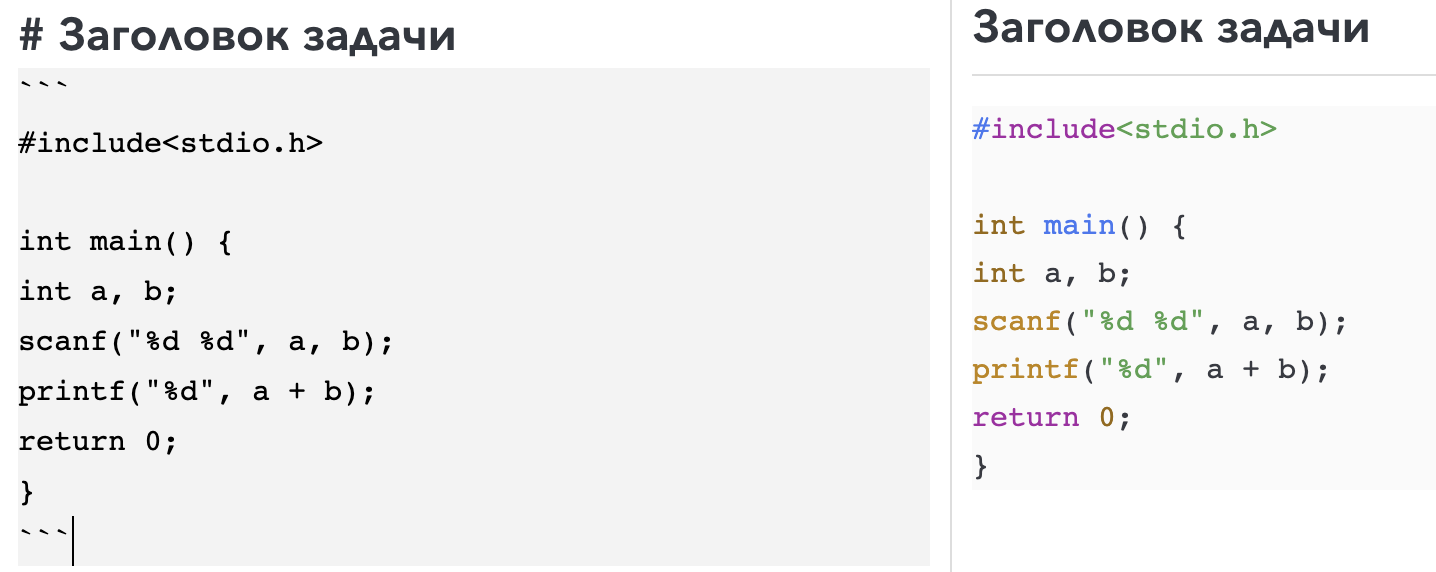 # Заголовок задачи
```
#include<stdio.h>

int main() {
int a, b;
scanf("%d %d", a, b);
printf("%d", a + b);
return 0;
}
```
Заголовок задачи
#include<stdio.h>

int main() {
int a, b;
scanf("%d %d", a, b);
printf("%d", a + b);
return 0;
}